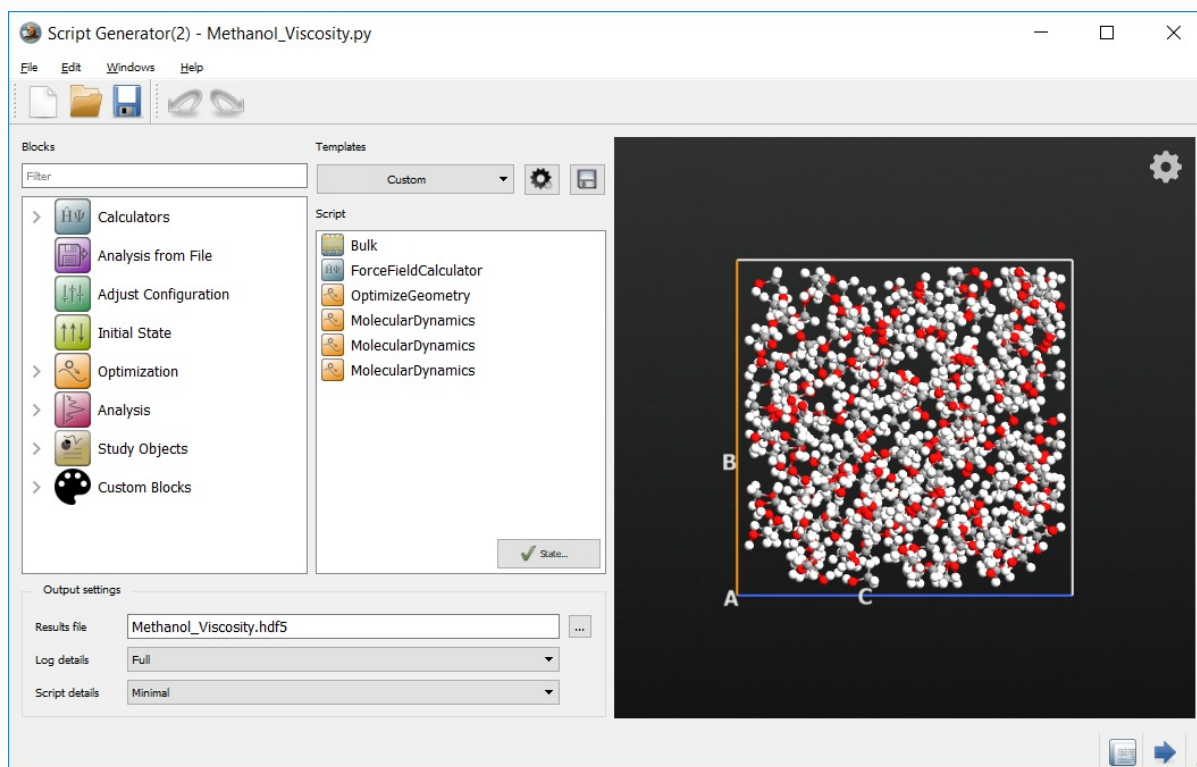 Script Generator(2) - Methanol_Viscosity.py
File Edit Windows Help
Blocks
Filter
ĤΨ Calculators
Analysis from File
Adjust Configuration
Initial State
Optimization
Analysis
Study Objects
Custom Blocks
Templates
Custom
Script
Bulk
ĤΨ ForceFieldCalculator
OptimizeGeometry
MolecularDynamics
MolecularDynamics
MolecularDynamics
State...
Output settings
Results file Methanol_Viscosity.hdf5 ...
Log details Full
Script details Minimal
B
A C